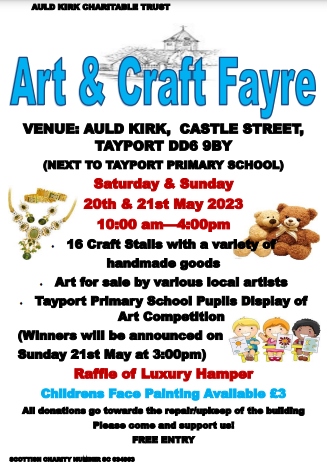 AULD KIRK CHARITABLE TRUST
Art & Craft Fayre
VENUE: AULD KIRK, CASTLE STREET,
TAYPORT DD6 9BY
(NEXT TO TAYPORT PRIMARY SCHOOL)
Saturday & Sunday
20th & 21st May 2023
10:00 am—4:00pm
• 16 Craft Stalls with a variety of
handmade goods
• Art for sale by various local artists
• Tayport Primary School Pupils Display of
Art Competition
(Winners will be announced on
Sunday 21st May at 3:00pm)
Raffle of Luxury Hamper
Childrens Face Painting Available £3
All donations go towards the repair/upkeep of the building
Please come and support us!
FREE ENTRY
SCOTTISH CHARITY NUMBER SC